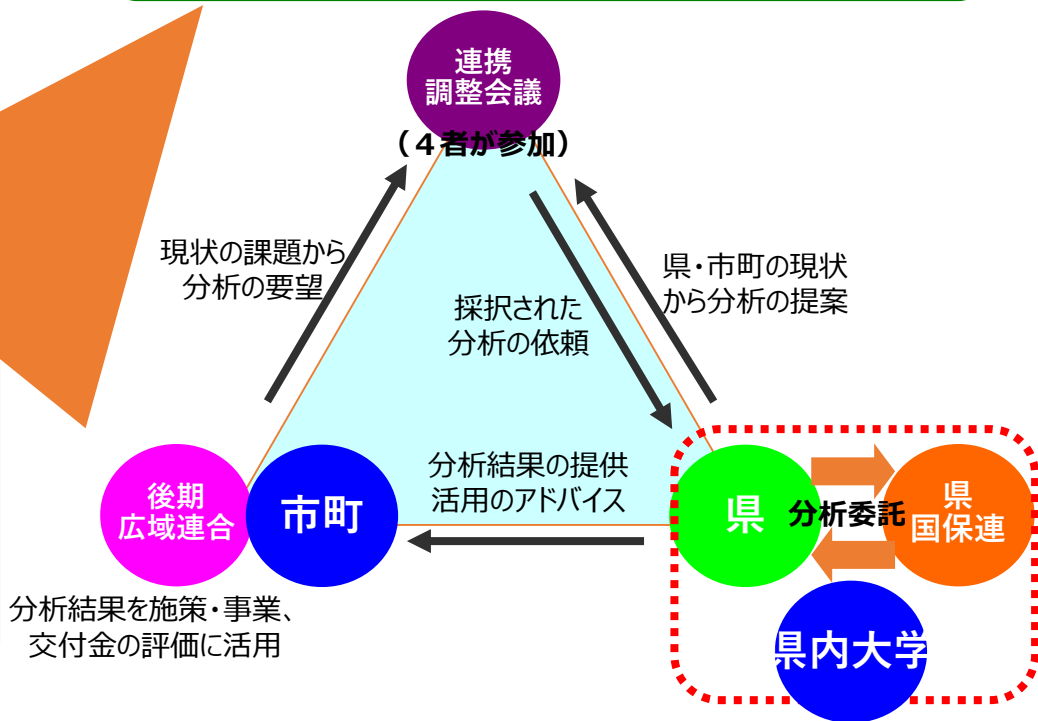 連携
調整会議
（４者が参加）
現状の課題から
分析の要望
県・市町の現状
から分析の提案
採択された
分析の依頼
後期
広域連合
市町
分析結果の提供
活用のアドバイス
県
分析委託
県
国保連
分析結果を施策・事業、
交付金の評価に活用
県内大学